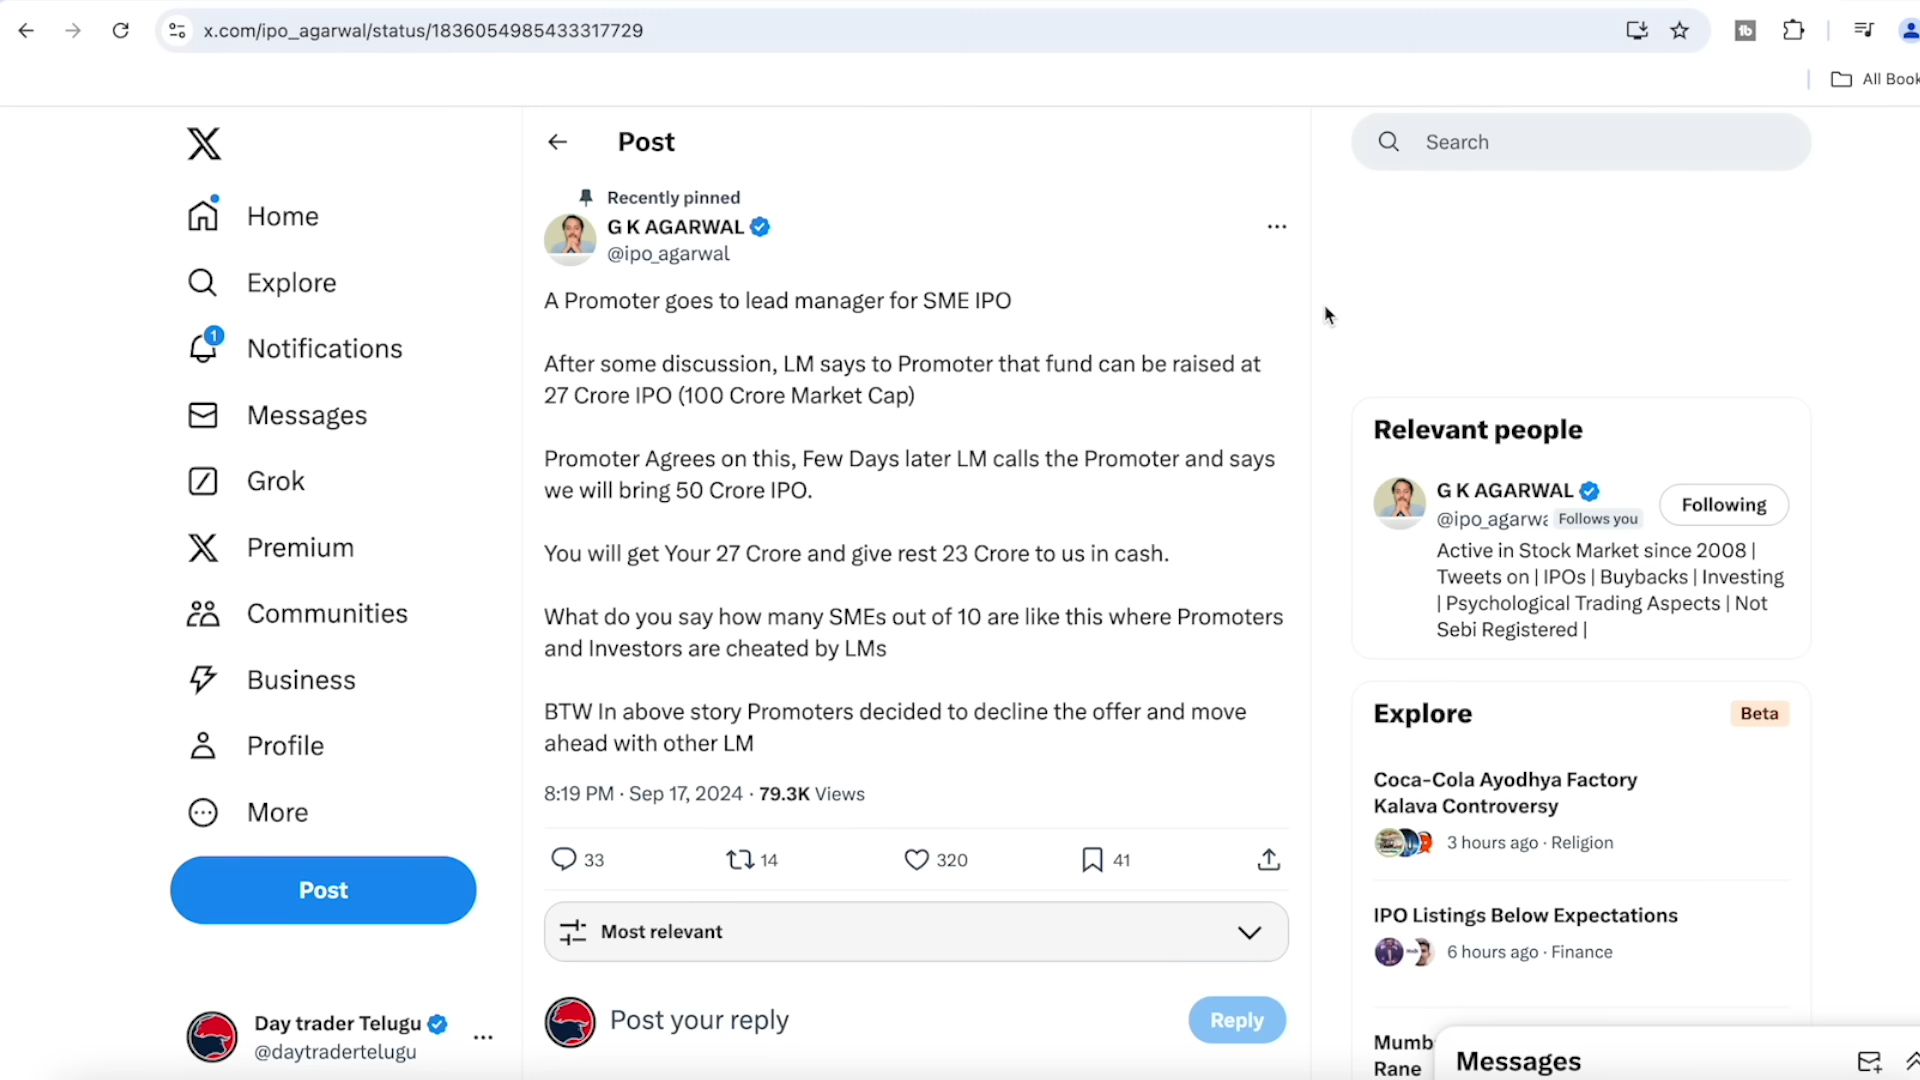 x.com/ipo_agarwal/status/1836054985433317729
All Book
Home
Explore
1
Notifications
Messages
Grok
Premium
Communities
Business
Profile
More
Post
Day trader Telugu
@daytradertelugu
Post
Recently pinned
G K AGARWAL
@ipo_agarwal
A Promoter goes to lead manager for SME IPO
After some discussion, LM says to Promoter that fund can be raised at
27 Crore IPO (100 Crore Market Cap)
Promoter Agrees on this, Few Days later LM calls the Promoter and says
we will bring 50 Crore IPO.
You will get Your 27 Crore and give rest 23 Crore to us in cash.
What do you say how many SMEs out of 10 are like this where Promoters
and Investors are cheated by LMs
BTW In above story Promoters decided to decline the offer and move
ahead with other LM
8:19 PM · Sep 17, 2024 · 79.3K Views
33 14 320 41
Most relevant
Post your reply
Reply
Search
Relevant people
G K AGARWAL
@ipo_agarwa Follows you
Following
Active in Stock Market since 2008 |
Tweets on | IPOs | Buybacks | Investing
| Psychological Trading Aspects | Not
Sebi Registered |
Explore
Beta
Coca-Cola Ayodhya Factory
Kalava Controversy
3 hours ago · Religion
IPO Listings Below Expectations
6 hours ago · Finance
Mumb
Rane
Messages